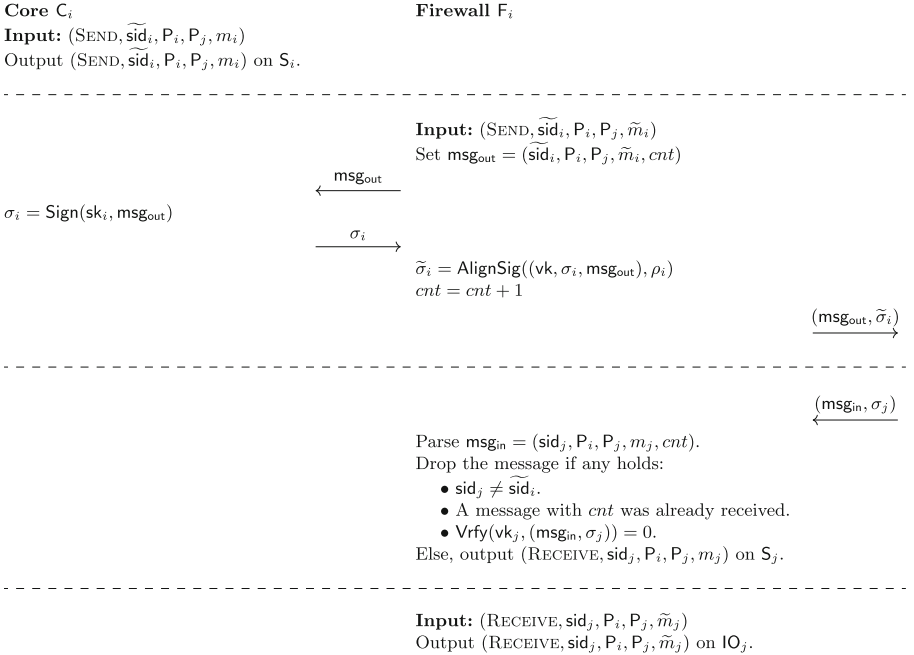 Core C_i Firewall F_i
Input: (SEND, s͠id_i, P_i, P_j, m_i)
Output (SEND, s͠id_i, P_i, P_j, m_i) on S_i.
Input: (SEND, s͠id_i, P_i, P_j, m̃_i)
Set msg_out = (s͠id_i, P_i, P_j, m̃_i, cnt)
msg_out
σ_i = Sign(sk_i, msg_out)
σ_i
σ̃_i = AlignSig((vk, σ_i, msg_out), ρ_i)
cnt = cnt + 1
(msg_out, σ̃_i)
(msg_in, σ_j)
Parse msg_in = (sid_j, P_i, P_j, m_j, cnt).
Drop the message if any holds:
• sid_j ≠ s͠id_i.
• A message with cnt was already received.
• Vrfy(vk_j, (msg_in, σ_j)) = 0.
Else, output (RECEIVE, sid_j, P_i, P_j, m_j) on S_j.
Input: (RECEIVE, sid_j, P_i, P_j, m̃_j)
Output (RECEIVE, sid_j, P_i, P_j, m̃_j) on IO_j.